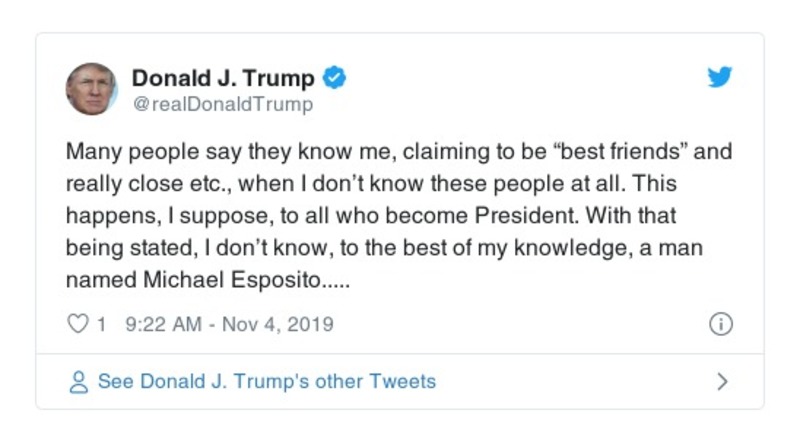 Donald J. Trump
@realDonaldTrump
Many people say they know me, claiming to be “best friends” and
really close etc., when I don’t know these people at all. This
happens, I suppose, to all who become President. With that
being stated, I don’t know, to the best of my knowledge, a man
named Michael Esposito.....
1 9:22 AM - Nov 4, 2019
See Donald J. Trump's other Tweets